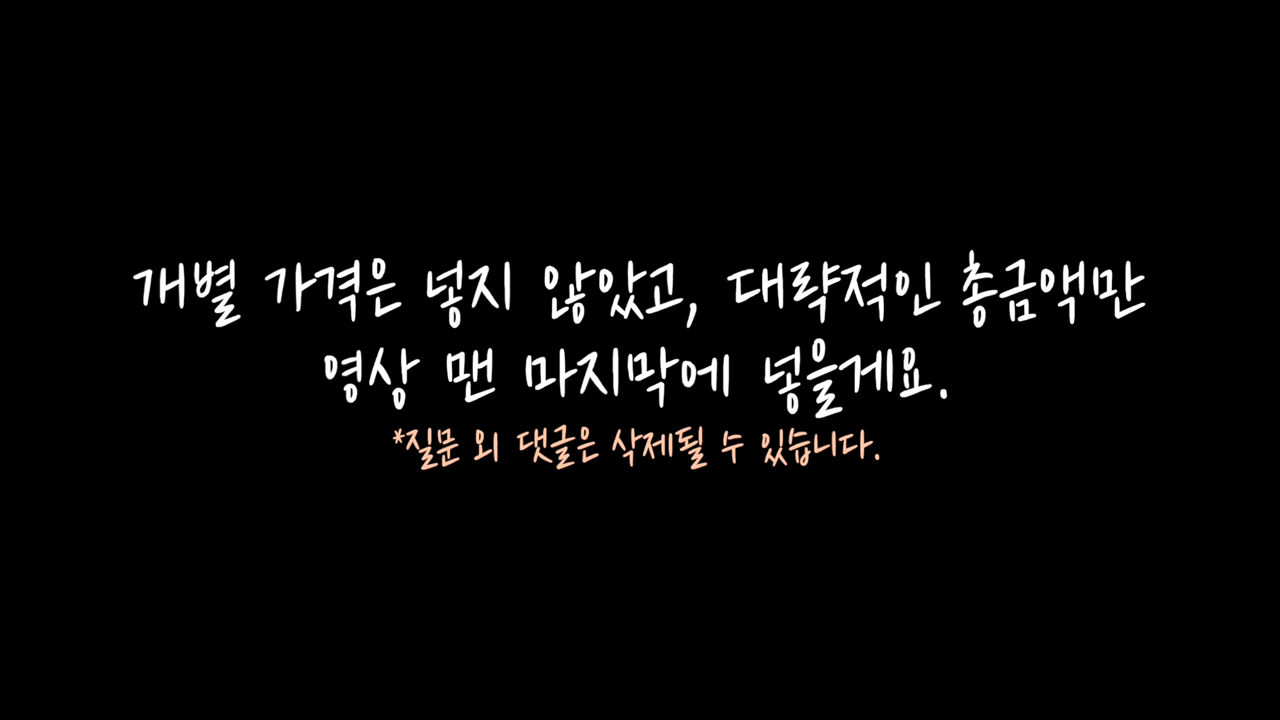 개별 가격은 넣지 않았고, 대략적인 총금액만
영상 맨 마지막에 넣을게요.
*질문 외 댓글은 삭제될 수 있습니다.